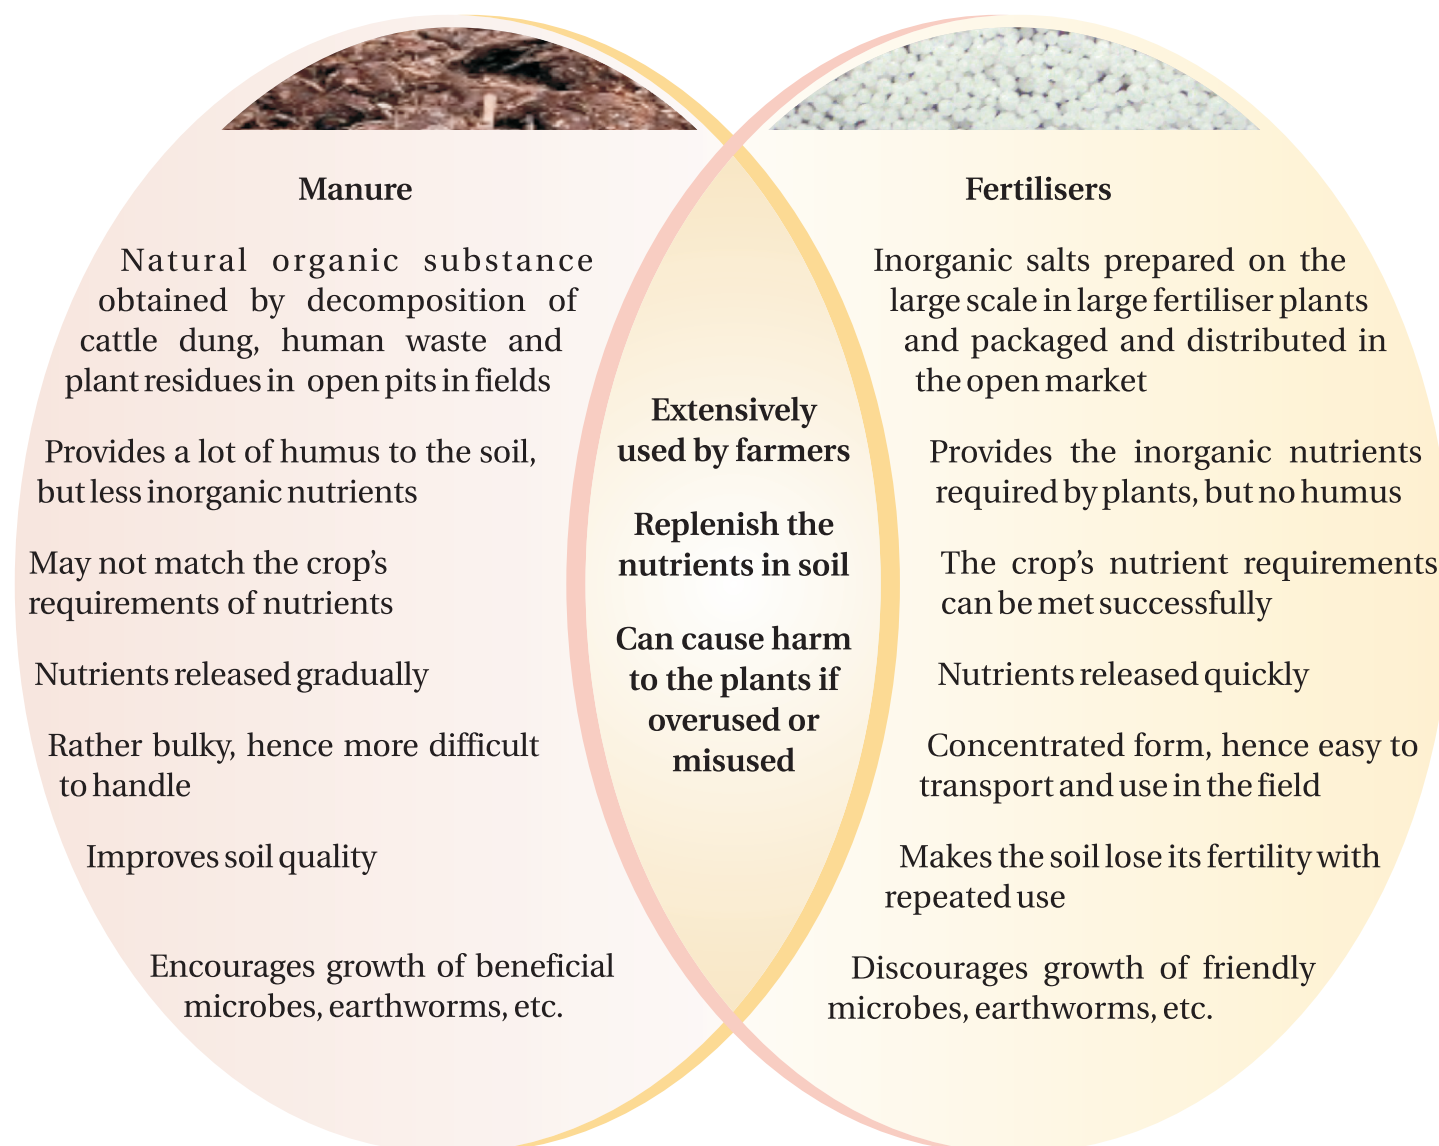 Manure
Natural organic substance
obtained by decomposition of
cattle dung, human waste and
plant residues in open pits in fields
Provides a lot of humus to the soil,
but less inorganic nutrients
May not match the crop’s
requirements of nutrients
Nutrients released gradually
Rather bulky, hence more difficult
to handle
Improves soil quality
Encourages growth of beneficial
microbes, earthworms, etc.
Extensively
used by farmers
Replenish the
nutrients in soil
Can cause harm
to the plants if
overused or
misused
Fertilisers
Inorganic salts prepared on the
large scale in large fertiliser plants
and packaged and distributed in
the open market
Provides the inorganic nutrients
required by plants, but no humus
The crop’s nutrient requirements
can be met successfully
Nutrients released quickly
Concentrated form, hence easy to
transport and use in the field
Makes the soil lose its fertility with
repeated use
Discourages growth of friendly
microbes, earthworms, etc.